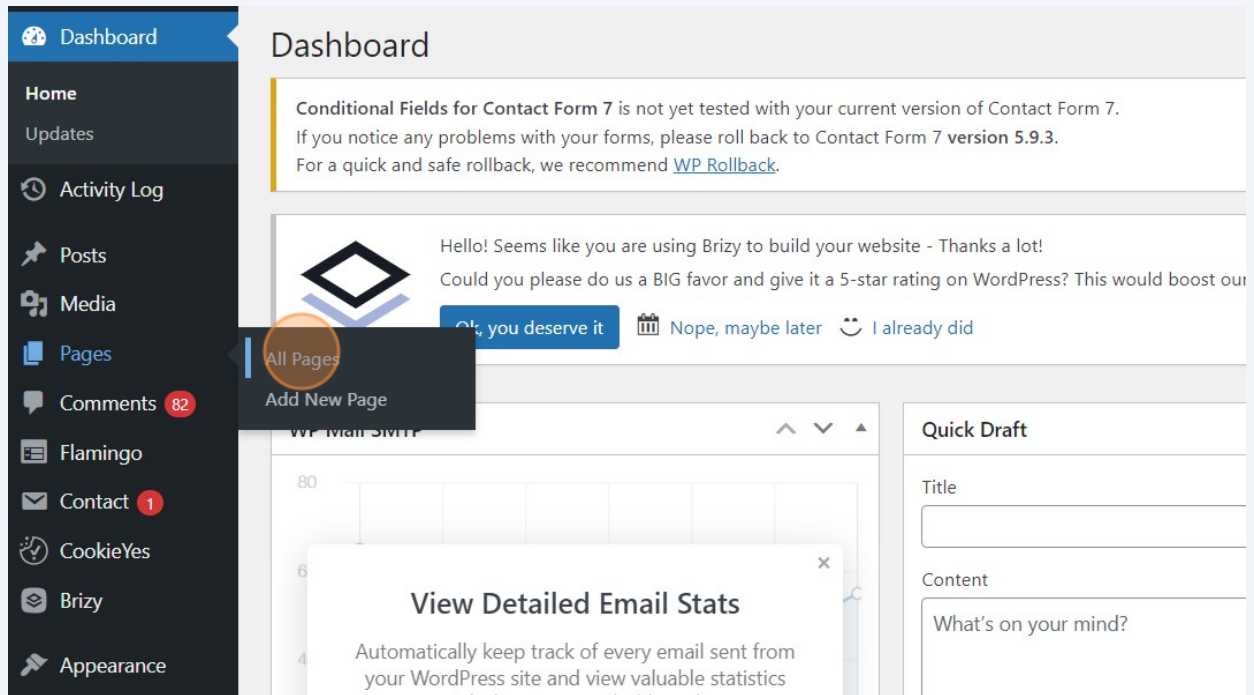 Dashboard
Home
Updates
Activity Log
Posts
Media
Pages
Comments 82
Flamingo
Contact 1
CookieYes
Brizy
Appearance
All Pages
Add New Page
Dashboard
Conditional Fields for Contact Form 7 is not yet tested with your current version of Contact Form 7.
If you notice any problems with your forms, please roll back to Contact Form 7 version 5.9.3.
For a quick and safe rollback, we recommend WP Rollback.
Hello! Seems like you are using Brizy to build your website - Thanks a lot!
Could you please do us a BIG favor and give it a 5-star rating on WordPress? This would boost our
Ok, you deserve it Nope, maybe later I already did
WP Mail SMTP
80
6
4
View Detailed Email Stats
Automatically keep track of every email sent from
your WordPress site and view valuable statistics
Quick Draft
Title
Content
What's on your mind?